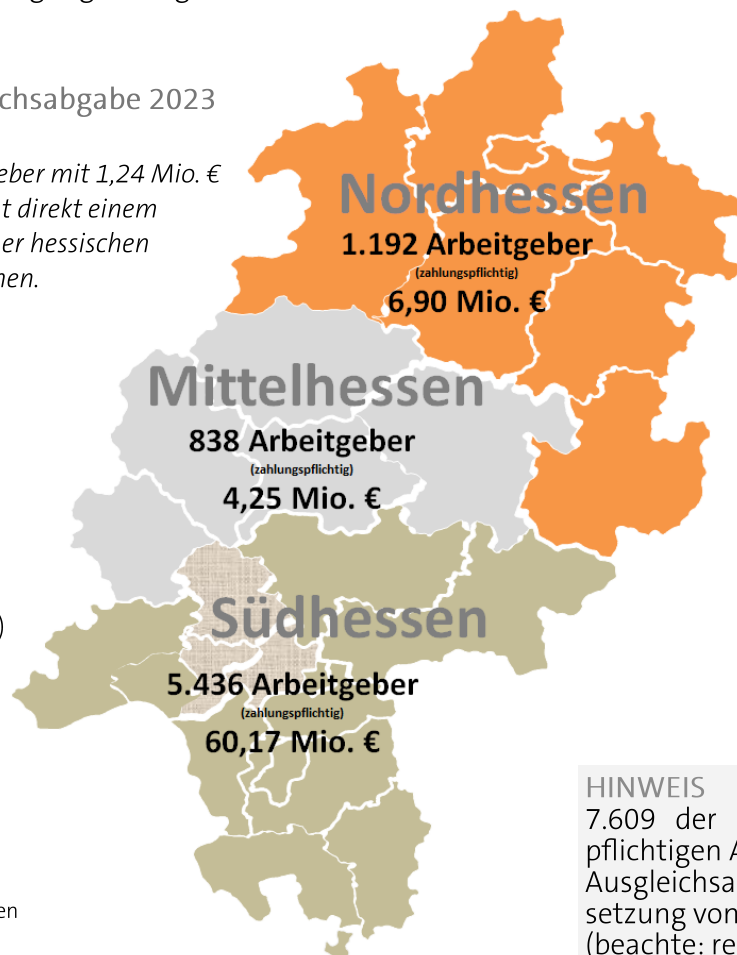 chsabgabe 2023
eber mit 1,24 Mio. €
t direkt einem
er hessischen
nen.
Nordhessen
1.192 Arbeitgeber
(zahlungspflichtig)
6,90 Mio. €
Mittelhessen
838 Arbeitgeber
(zahlungspflichtig)
4,25 Mio. €
)
Südhessen
5.436 Arbeitgeber
(zahlungspflichtig)
60,17 Mio. €
HINWEIS
7.609 der
pflichtigen A
Ausgleichsa
setzung von
(beachte: re
en